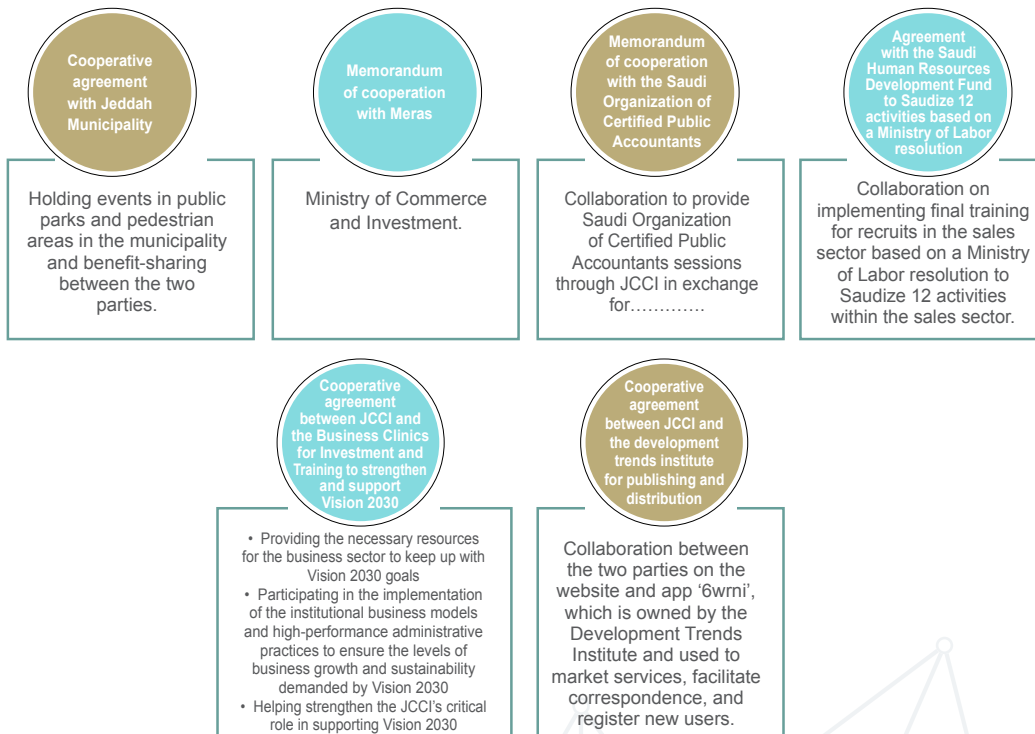 Cooperative
agreement
with Jeddah
Municipality
Holding events in public
parks and pedestrian
areas in the municipality
and benefit-sharing
between the two
parties.
Memorandum
of cooperation
with Meras
Ministry of Commerce
and Investment.
Memorandum
of cooperation
with the Saudi
Organization of
Certified Public
Accountants
Collaboration to provide
Saudi Organization
of Certified Public
Accountants sessions
through JCCI in exchange
for.............
Agreement
with the Saudi
Human Resources
Development Fund
to Saudize 12
activities based on
a Ministry of Labor
resolution
Collaboration on
implementing final training
for recruits in the sales
sector based on a Ministry
of Labor resolution to
Saudize 12 activities
within the sales sector.
Cooperative
agreement
between JCCI and
the Business Clinics
for Investment and
Training to strengthen
and support
Vision 2030
• Providing the necessary resources
for the business sector to keep up with
Vision 2030 goals
• Participating in the implementation
of the institutional business models
and high-performance administrative
practices to ensure the levels of
business growth and sustainability
demanded by Vision 2030
• Helping strengthen the JCCI's critical
role in supporting Vision 2030
Cooperative
agreement
between JCCI and
the development
trends institute
for publishing and
distribution
Collaboration between
the two parties on the
website and app ‘6wrni’,
which is owned by the
Development Trends
Institute and used to
market services, facilitate
correspondence, and
register new users.